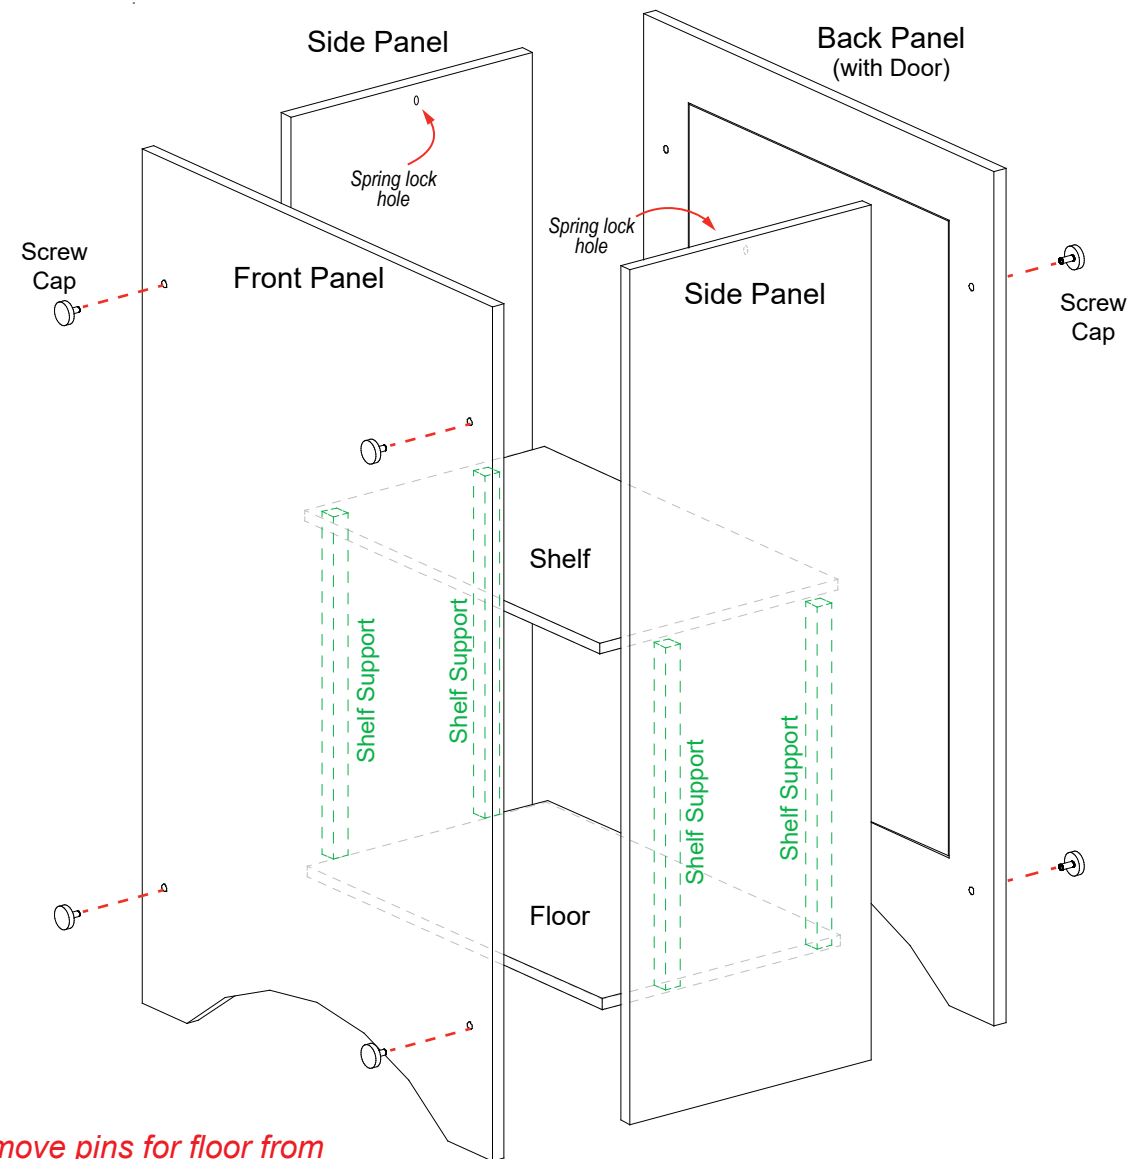 Side Panel
Back Panel
(with Door)
Spring lock
hole
Spring lock
hole
Screw
Cap
Front Panel
Side Panel
Screw
Cap
Shelf
Shelf Support
Shelf Support
Shelf Support
Shelf Support
Floor
move pins for floor from